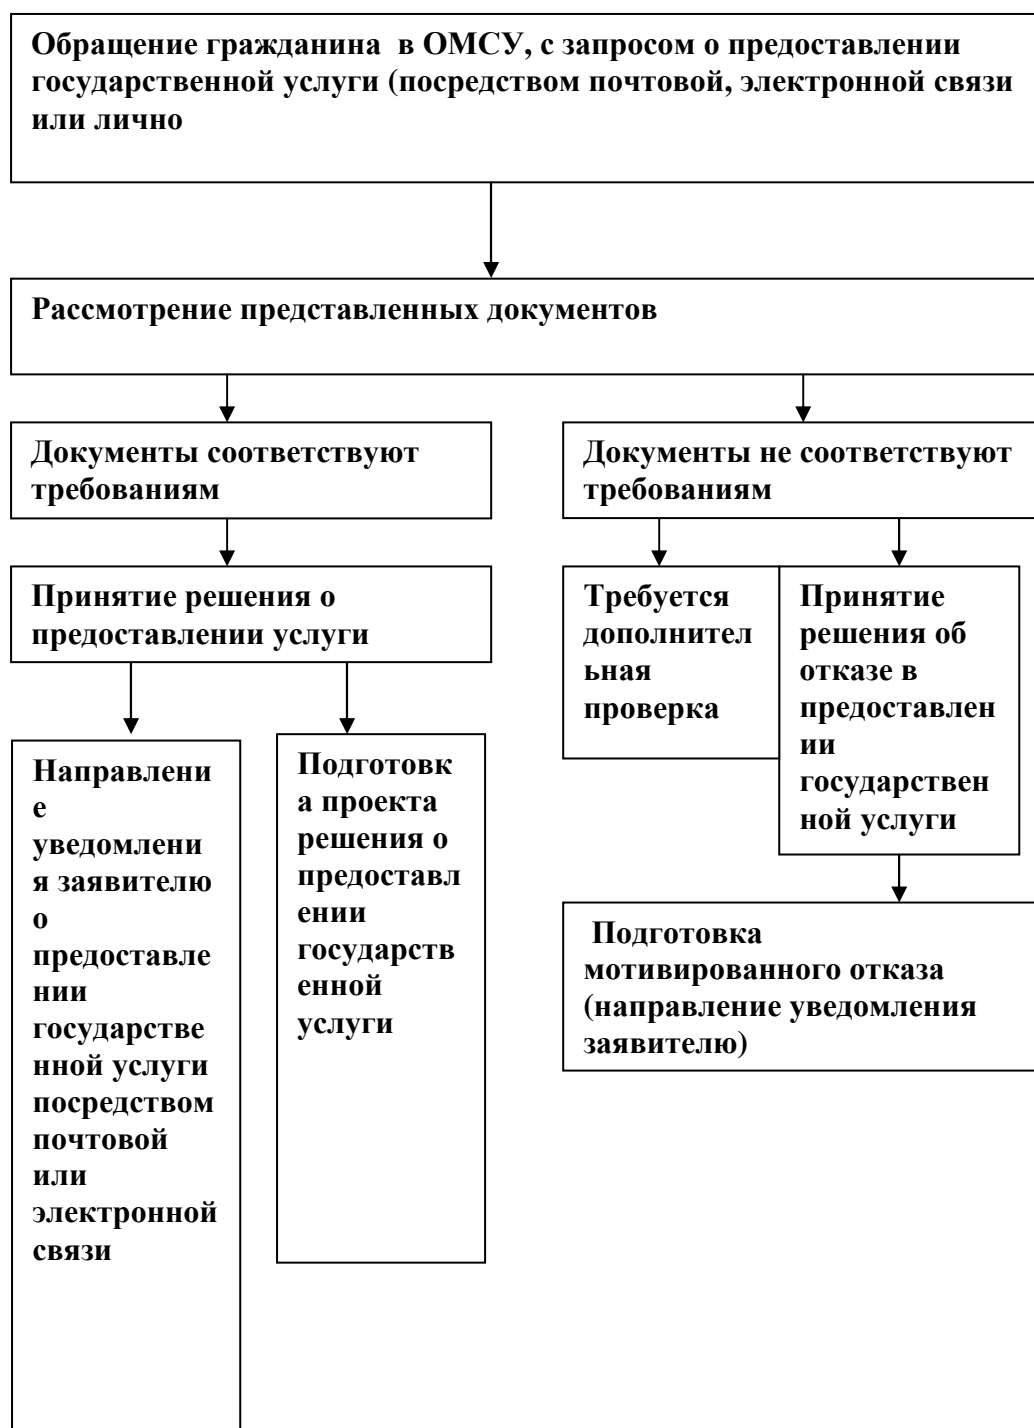 Обращение гражданина  в ОМСУ, с запросом о предоставлении
государственной услуги (посредством почтовой, электронной связи
или лично
Рассмотрение представленных документов
Документы соответствуют
требованиям
Документы не соответствуют
требованиям
Принятие решения о
предоставлении услуги
Требуется
дополнител
ьная
проверка
Принятие
решения об
отказе в
предоставлен
ии
государствен
ной услуги
Направлени
е
уведомлени
я заявителю
о
предоставле
нии
государстве
нной услуги
посредством
почтовой
или
электронной
связи
Подготовк
а проекта
решения о
предоставл
ении
государств
енной
услуги
Подготовка
мотивированного отказа
(направление уведомления
заявителю)